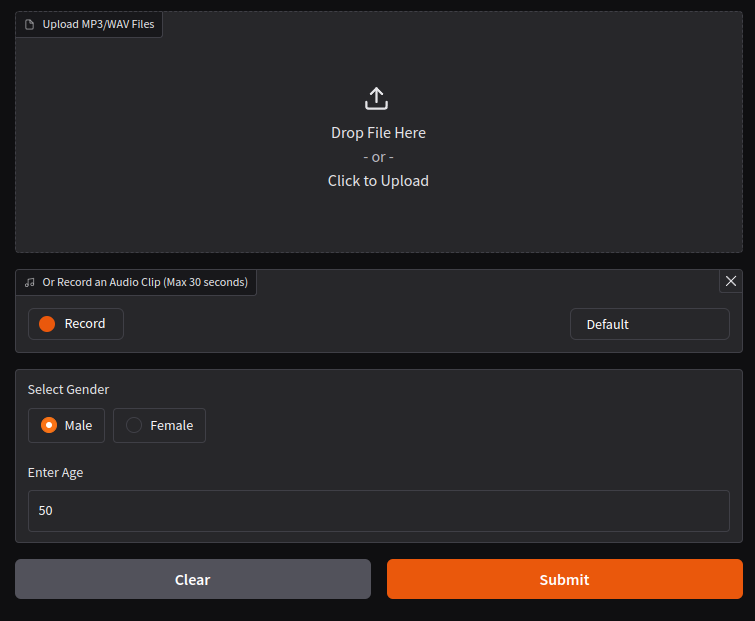 Upload MP3/WAV Files
Drop File Here
- or -
Click to Upload
Or Record an Audio Clip (Max 30 seconds)
Record
Default
Select Gender
Male
Female
Enter Age
50
Clear
Submit